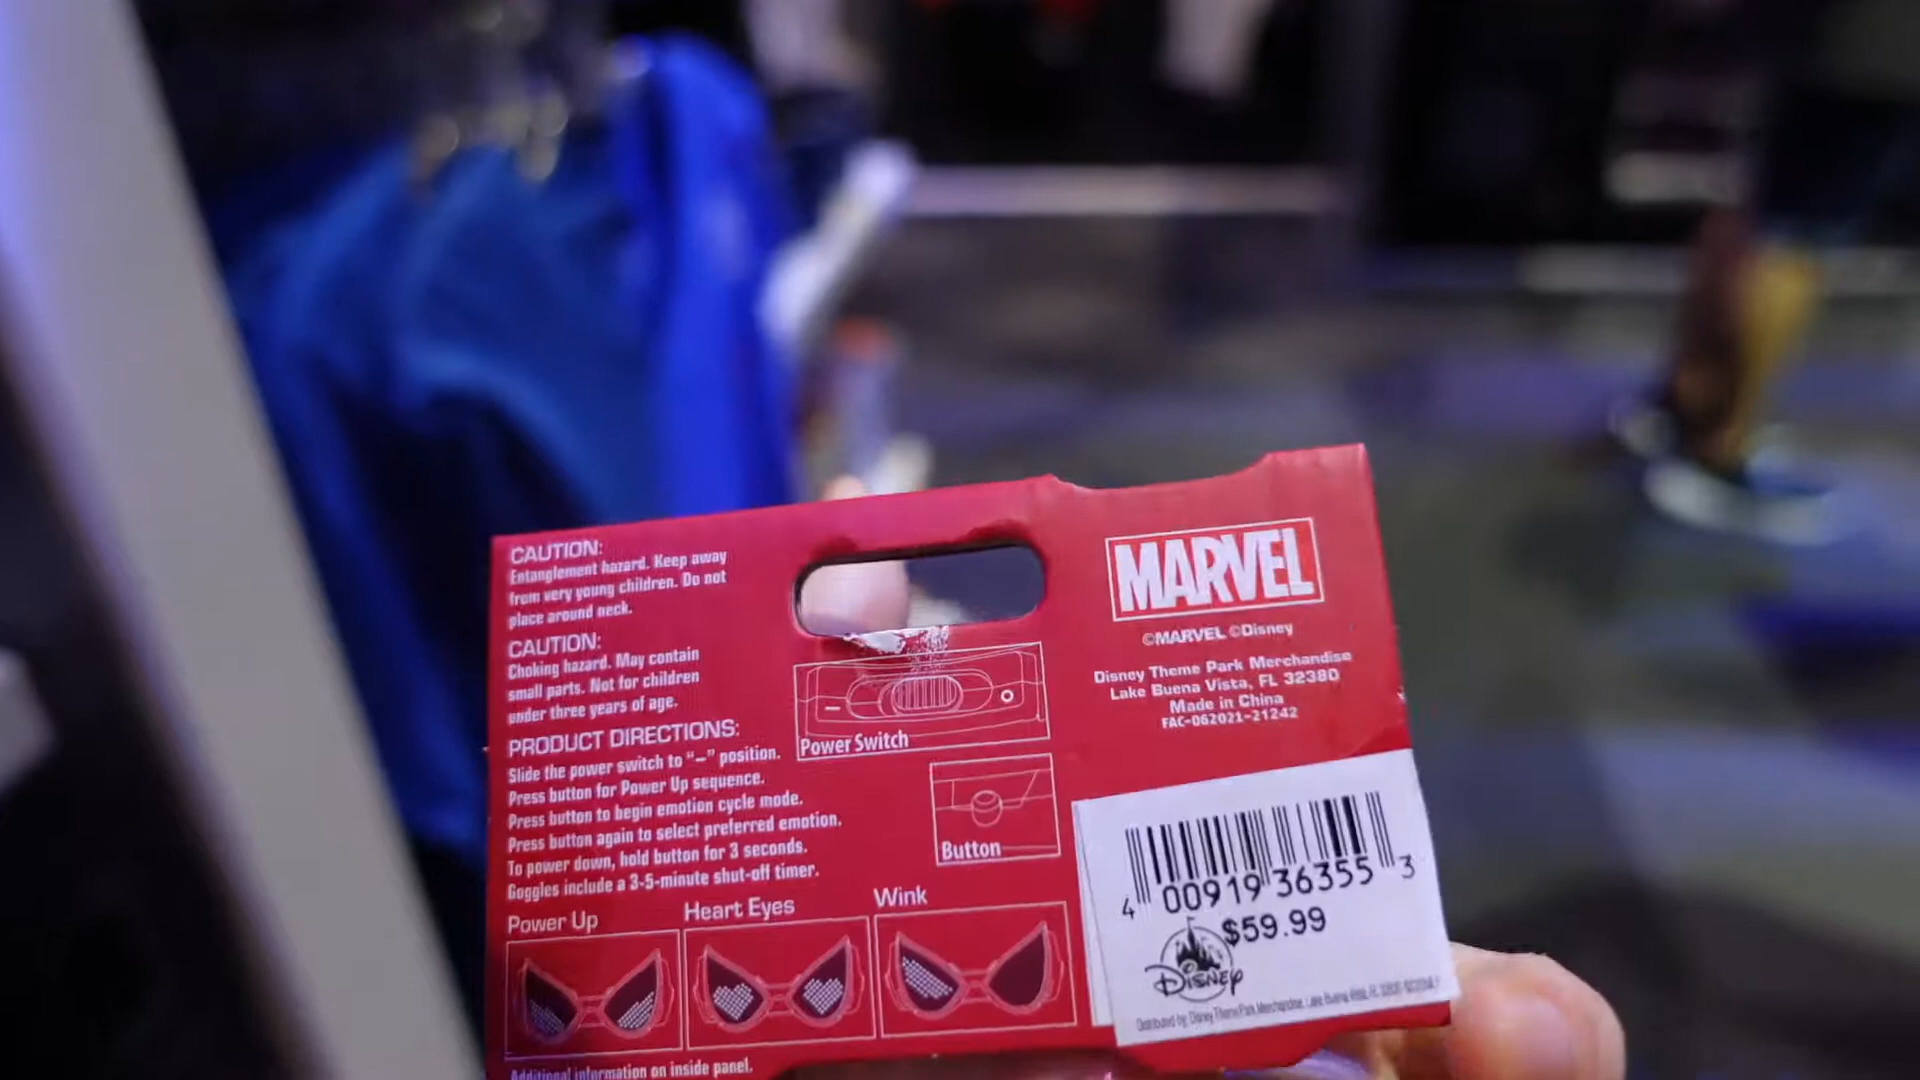 CAUTION:
Entanglement hazard. Keep away
from very young children. Do not
place around neck.
CAUTION:
Choking hazard. May contain
small parts. Not for children
under three years of age.
PRODUCT DIRECTIONS:
Slide the power switch to “–” position.
Press button for Power Up sequence.
Press button to begin emotion cycle mode.
Press button again to select preferred emotion.
To power down, hold button for 3 seconds.
Goggles include a 3-5-minute shut-off timer.
Power Up
Heart Eyes
Wink
Additional information on inside panel.
Power Switch
Button
MARVEL
©MARVEL ©Disney
Disney Theme Park Merchandise
Lake Buena Vista, FL 32380
Made in China
FAC-062021-21242
4 00919 36355 3
$59.99
DISNEY
Distributed by: Disney Theme Park Merchandise, Lake Buena Vista, FL